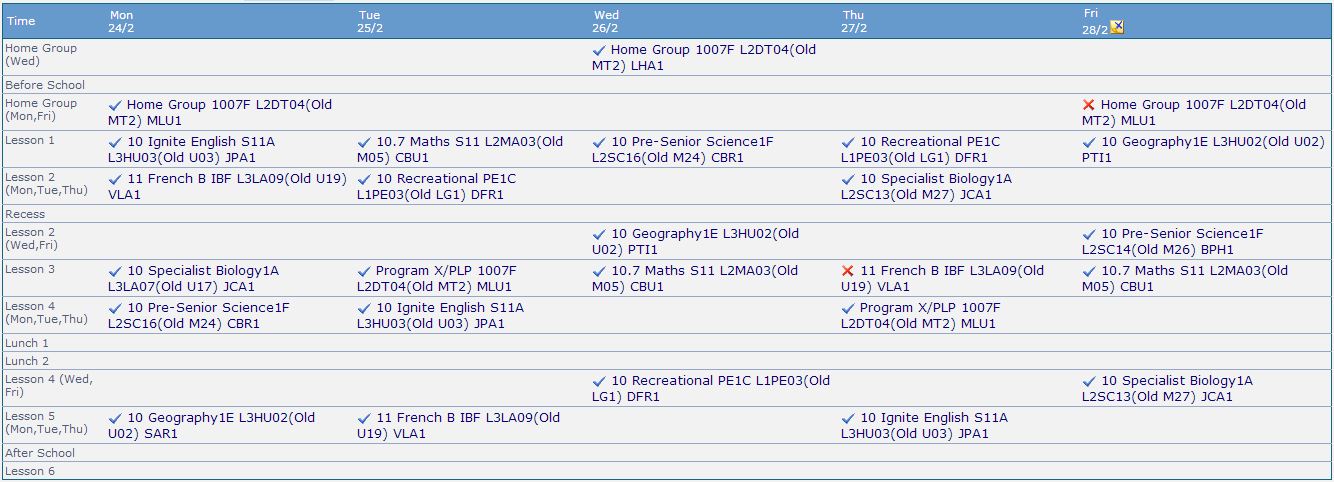 Time Mon Tue Wed Thu Fri
24/2 25/2 26/2 27/2 28/2
Home Group Home Group 1007F L2DT04(Old
(Wed) MT2) LHA1
Before School
Home Group Home Group 1007F L2DT04(Old Home Group 1007F L2DT04(Old
(Mon,Fri) MT2) MLU1 MT2) MLU1
Lesson 1 10 Ignite English S11A 10.7 Maths S11 L2MA03(Old 10 Pre-Senior Science1F 10 Recreational PE1C 10 Geography1E L3HU02(Old U02)
L3HU03(Old U03) JPA1 M05) CBU1 L2SC16(Old M24) CBR1 L1PE03(Old LG1) DFR1 PTI1
Lesson 2 11 French B IBF L3LA09(Old U19) 10 Recreational PE1C 10 Specialist Biology1A
(Mon,Tue,Thu) VLA1 L1PE03(Old LG1) DFR1 L2SC13(Old M27) JCA1
Recess
Lesson 2 10 Geography1E L3HU02(Old 10 Pre-Senior Science1F
(Wed,Fri) U02) PTI1 L2SC14(Old M26) BPH1
Lesson 3 10 Specialist Biology1A Program X/PLP 1007F 10.7 Maths S11 L2MA03(Old 11 French B IBF L3LA09(Old 10.7 Maths S11 L2MA03(Old
L3LA07(Old U17) JCA1 L2DT04(Old MT2) MLU1 M05) CBU1 U19) VLA1 M05) CBU1
Lesson 4 10 Pre-Senior Science1F 10 Ignite English S11A Program X/PLP 1007F
(Mon,Tue,Thu) L2SC16(Old M24) CBR1 L3HU03(Old U03) JPA1 L2DT04(Old MT2) MLU1
Lunch 1
Lunch 2
Lesson 4 (Wed, 10 Recreational PE1C L1PE03(Old 10 Specialist Biology1A
Fri) LG1) DFR1 L2SC13(Old M27) JCA1
Lesson 5 10 Geography1E L3HU02(Old 11 French B IBF L3LA09(Old 10 Ignite English S11A
(Mon,Tue,Thu) U02) SAR1 U19) VLA1 L3HU03(Old U03) JPA1
After School
Lesson 6